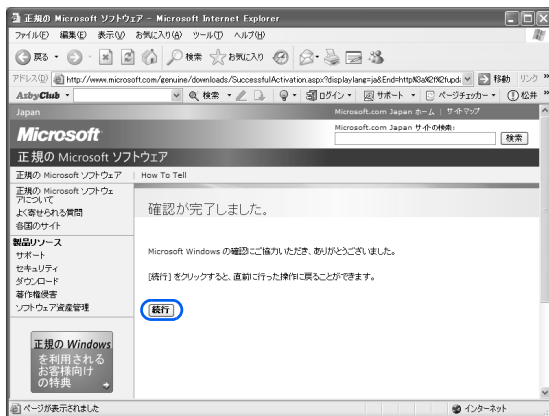 正規の Microsoft ソフトウェア - Microsoft Internet Explorer
ファイル(F) 編集(E) 表示(V) お気に入り(A) ツール(T) ヘルプ(H)
戻る 検索 お気に入り
アドレス(D) http://www.microsoft.com/genuine/downloads/SuccessfulActivation.aspx?displaylang=ja&End=http%3a%2f%2fupd 移動 リンク »
AzbyClub 検索 ログイン サポート ページチェッカー 松井 »
Japan Microsoft.com Japan ホーム | サイトマップ
Microsoft Microsoft.com Japan サイトの検索:
検索
正規の Microsoft ソフトウェア
正規の Microsoft ソフトウェア | How To Tell
正規の Microsoft ソフトウェ
アについて
よく寄せられる質問
各国のサイト
製品リソース
サポート
セキュリティ
ダウンロード
著作権侵害
ソフトウェア資産管理
確認が完了しました。
Microsoft Windows の確認にご協力いただき、ありがとうございました。
[続行] をクリックすると、直前に行った操作に戻ることができます。
続行
正規の Windows
を利用される
お客様向け
の特典
ページが表示されました インターネット